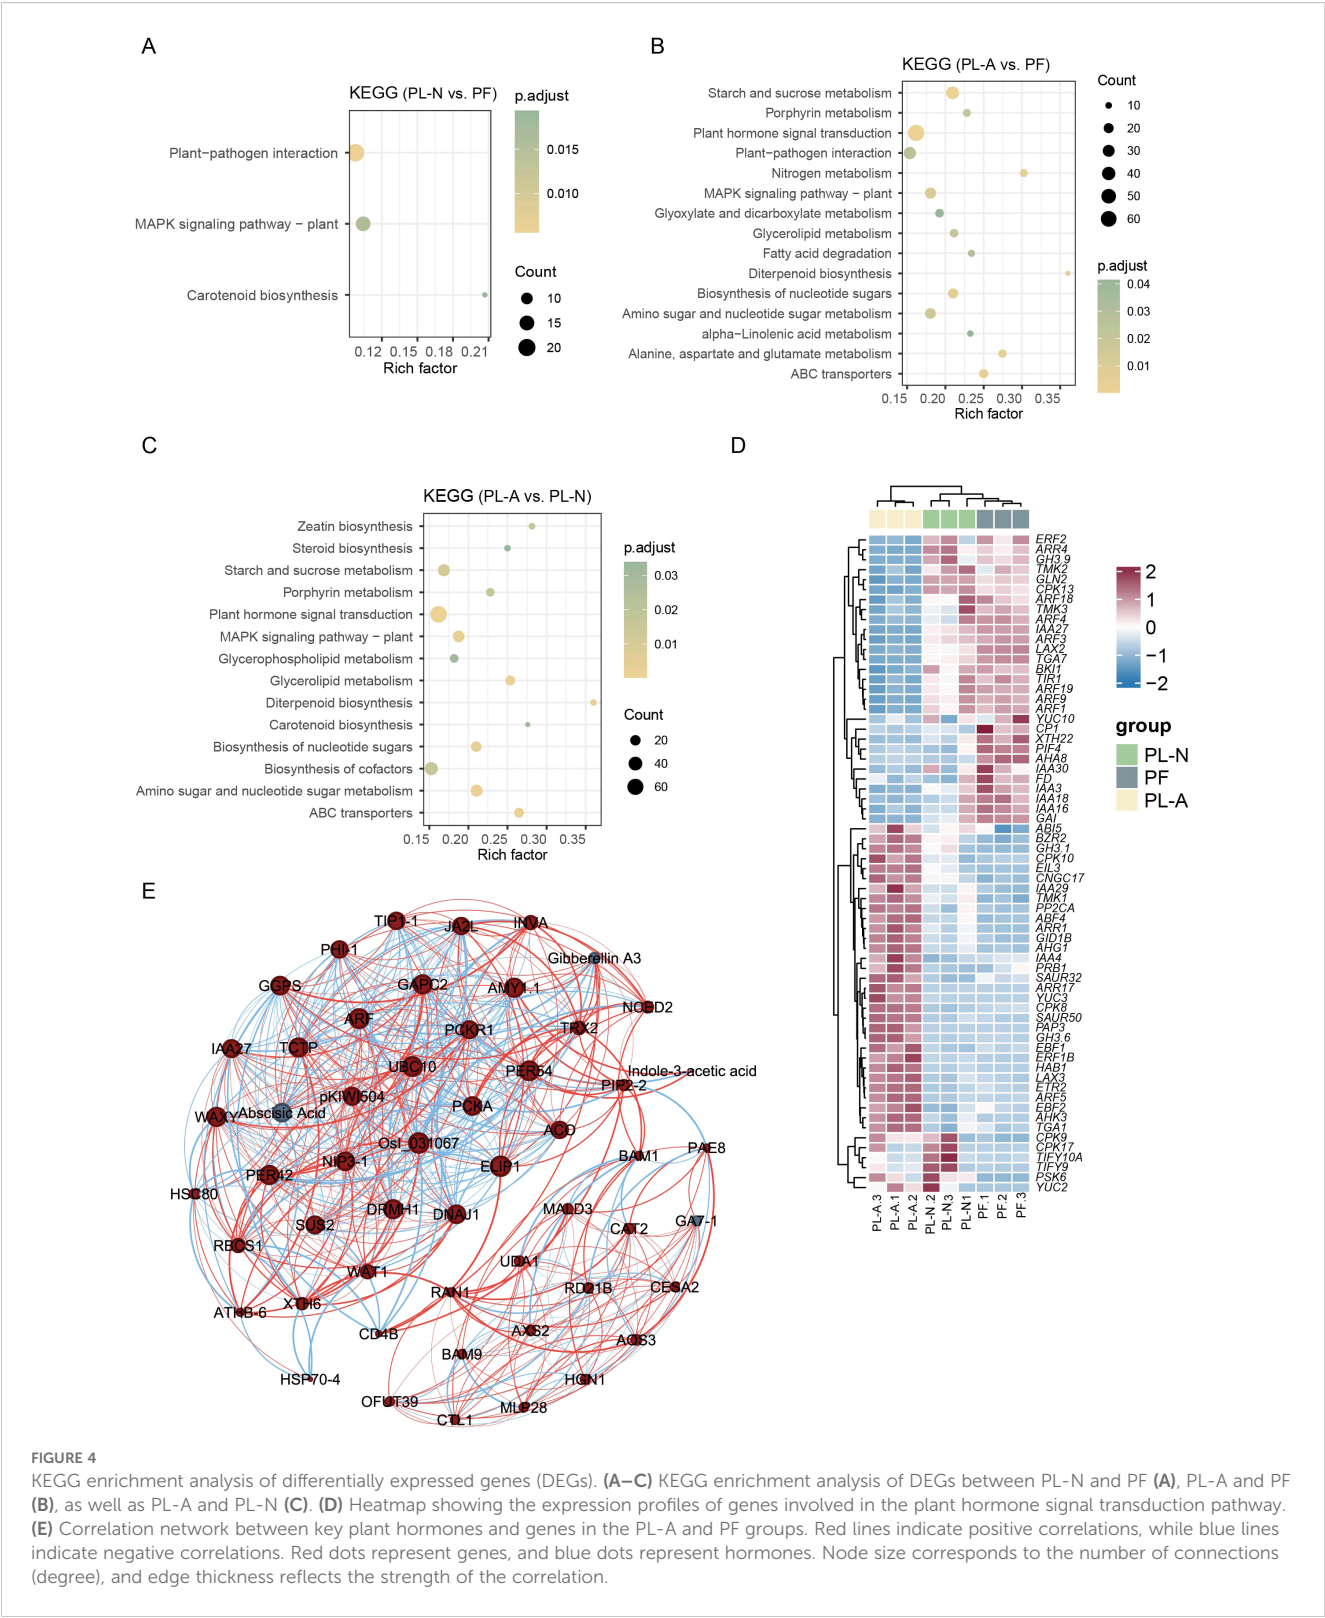 A
KEGG (PL-N vs. PF)
Plant−pathogen interaction
MAPK signaling pathway − plant
Carotenoid biosynthesis
0.12 0.15 0.18 0.21
Rich factor
p.adjust
0.015
0.010
Count
10
15
20
B
KEGG (PL-A vs. PF)
Starch and sucrose metabolism
Porphyrin metabolism
Plant hormone signal transduction
Plant−pathogen interaction
Nitrogen metabolism
MAPK signaling pathway − plant
Glyoxylate and dicarboxylate metabolism
Glycerolipid metabolism
Fatty acid degradation
Diterpenoid biosynthesis
Biosynthesis of nucleotide sugars
Amino sugar and nucleotide sugar metabolism
alpha−Linolenic acid metabolism
Alanine, aspartate and glutamate metabolism
ABC transporters
0.15 0.20 0.25 0.30 0.35
Rich factor
Count
10
20
30
40
50
60
p.adjust
0.04
0.03
0.02
0.01
C
KEGG (PL-A vs. PL-N)
Zeatin biosynthesis
Steroid biosynthesis
Starch and sucrose metabolism
Porphyrin metabolism
Plant hormone signal transduction
MAPK signaling pathway − plant
Glycerophospholipid metabolism
Glycerolipid metabolism
Diterpenoid biosynthesis
Carotenoid biosynthesis
Biosynthesis of nucleotide sugars
Biosynthesis of cofactors
Amino sugar and nucleotide sugar metabolism
ABC transporters
0.15 0.20 0.25 0.30 0.35
Rich factor
p.adjust
0.03
0.02
0.01
Count
20
40
60
D
ERF2
ARR4
GH3.9
TMK2
GLN2
CPK13
ARF18
TMK3
ARF4
IAA27
ARF3
LAX2
TGA7
BKI1
TIR1
ARF19
ARF9
ARF1
YUC10
CP1
XTH22
PIF4
AHA8
IAA30
FD
IAA3
IAA18
IAA16
GAI
ABI5
BZR2
GH3.1
CPK10
EIL3
CNGC17
IAA29
TMK1
PP2CA
ABF4
ARR1
GID1B
AHG1
IAA4
PRB1
SAUR32
ARR17
YUC3
CPK8
SAUR50
PAP3
GH3.6
EBF1
ERF1B
HAB1
LAX3
ETR2
ARF5
EBF2
AHK3
TGA1
CPK9
CPK17
TIFY10A
TIFY9
PSK6
YUC2
PL-A.3
PL-A.1
PL-A.2
PL-N.2
PL-N.3
PL-N1
PF.1
PF.2
PF.3
2
1
0
−1
−2
group
PL-N
PF
PL-A
E
TIP1-1
JA2L
INVA
PHI-1
Gibberellin A3
GGPS
GAPC2
AMY1.1
NCED2
ARF
PCKR1
TRX2
IAA27
TCTP
UBC10
PER64
Indole-3-acetic acid
PIP2-2
pKIWI504
WAXY
Abscisic Acid
PCKA
ACO
OsI_031067
BAM1
PAE8
NIP3-1
PER42
ELIP1
HSC80
DRMH1
DNAJ1
MALD3
SUS2
CAT2
GA7-1
RBCS1
UDA1
WAT1
RAN1
RD21B
CESA2
ATHB-6
XTH6
CD4B
AXS2
AOS3
BAM9
HSP70-4
HGN1
OFUT39
MLP28
CTL1
FIGURE 4
KEGG enrichment analysis of differentially expressed genes (DEGs). (A–C) KEGG enrichment analysis of DEGs between PL-N and PF (A), PL-A and PF
(B), as well as PL-A and PL-N (C). (D) Heatmap showing the expression profiles of genes involved in the plant hormone signal transduction pathway.
(E) Correlation network between key plant hormones and genes in the PL-A and PF groups. Red lines indicate positive correlations, while blue lines
indicate negative correlations. Red dots represent genes, and blue dots represent hormones. Node size corresponds to the number of connections
(degree), and edge thickness reflects the strength of the correlation.